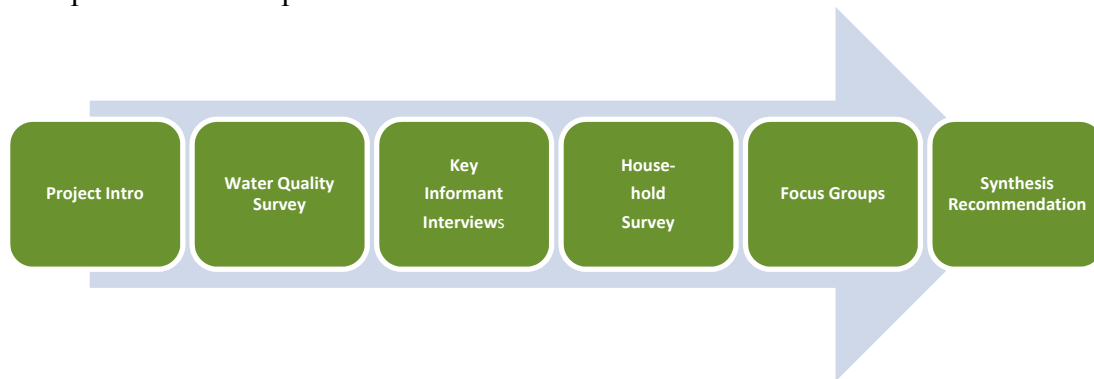 Project Intro
Water Quality
Survey
Key
Informant
Interviews
House-
hold
Survey
Focus Groups
Synthesis
Recommendation